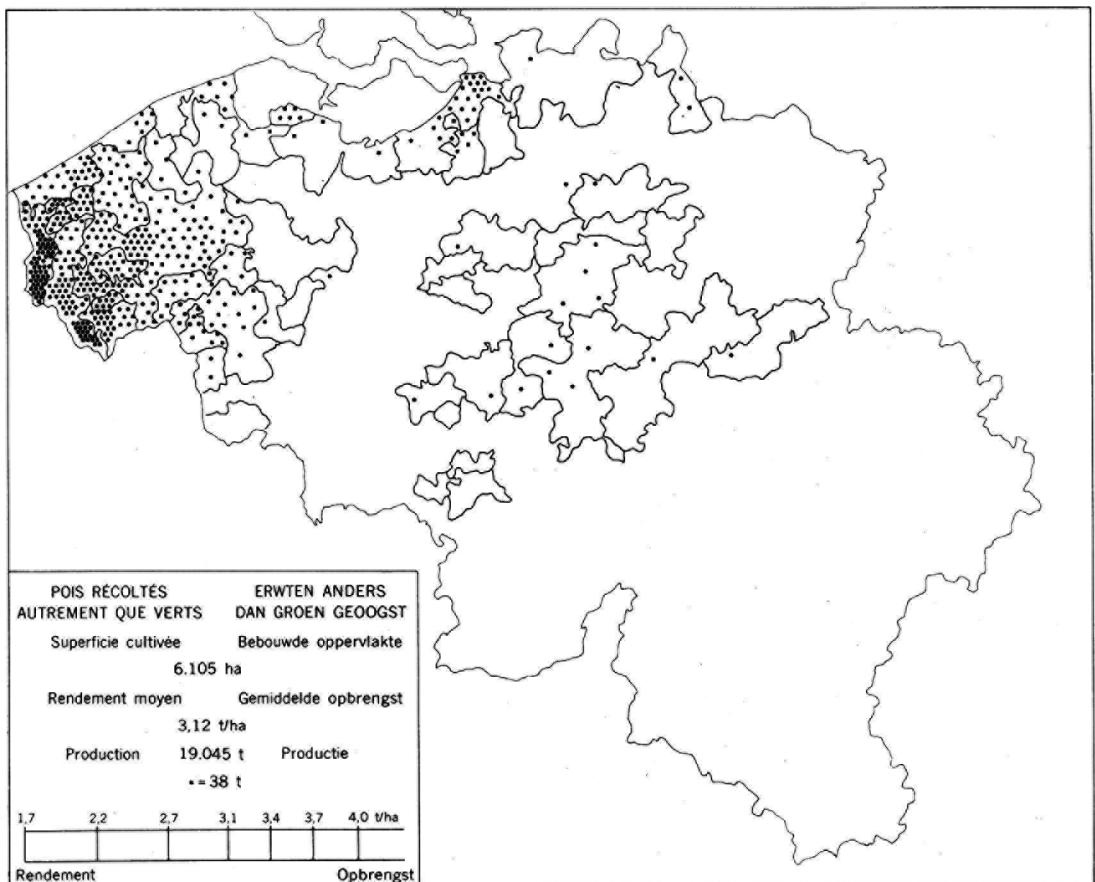 POIS RÉCOLTÉS ERWTEN ANDERS
AUTREMENT QUE VERTS DAN GROEN GEOOGST
Superficie cultivée Bebouwde oppervlakte
6.105 ha
Rendement moyen Gemiddelde opbrengst
3,12 t/ha
Production 19.045 t Productie
• = 38 t
1,7 2,2 2,7 3,1 3,4 3,7 4,0 t/ha
Rendement Opbrengst